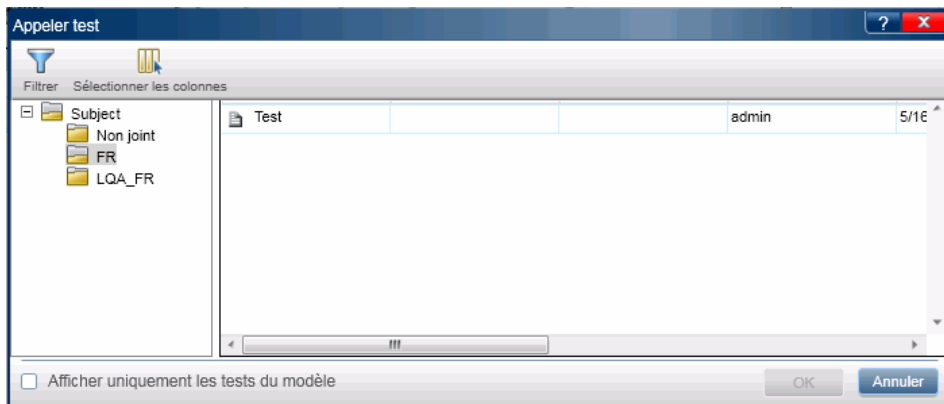 Appeler test
?
X
Filtrer
Sélectionner les colonnes
Subject
Non joint
FR
LQA_FR
Test
admin
5/16
Afficher uniquement les tests du modèle
OK
Annuler